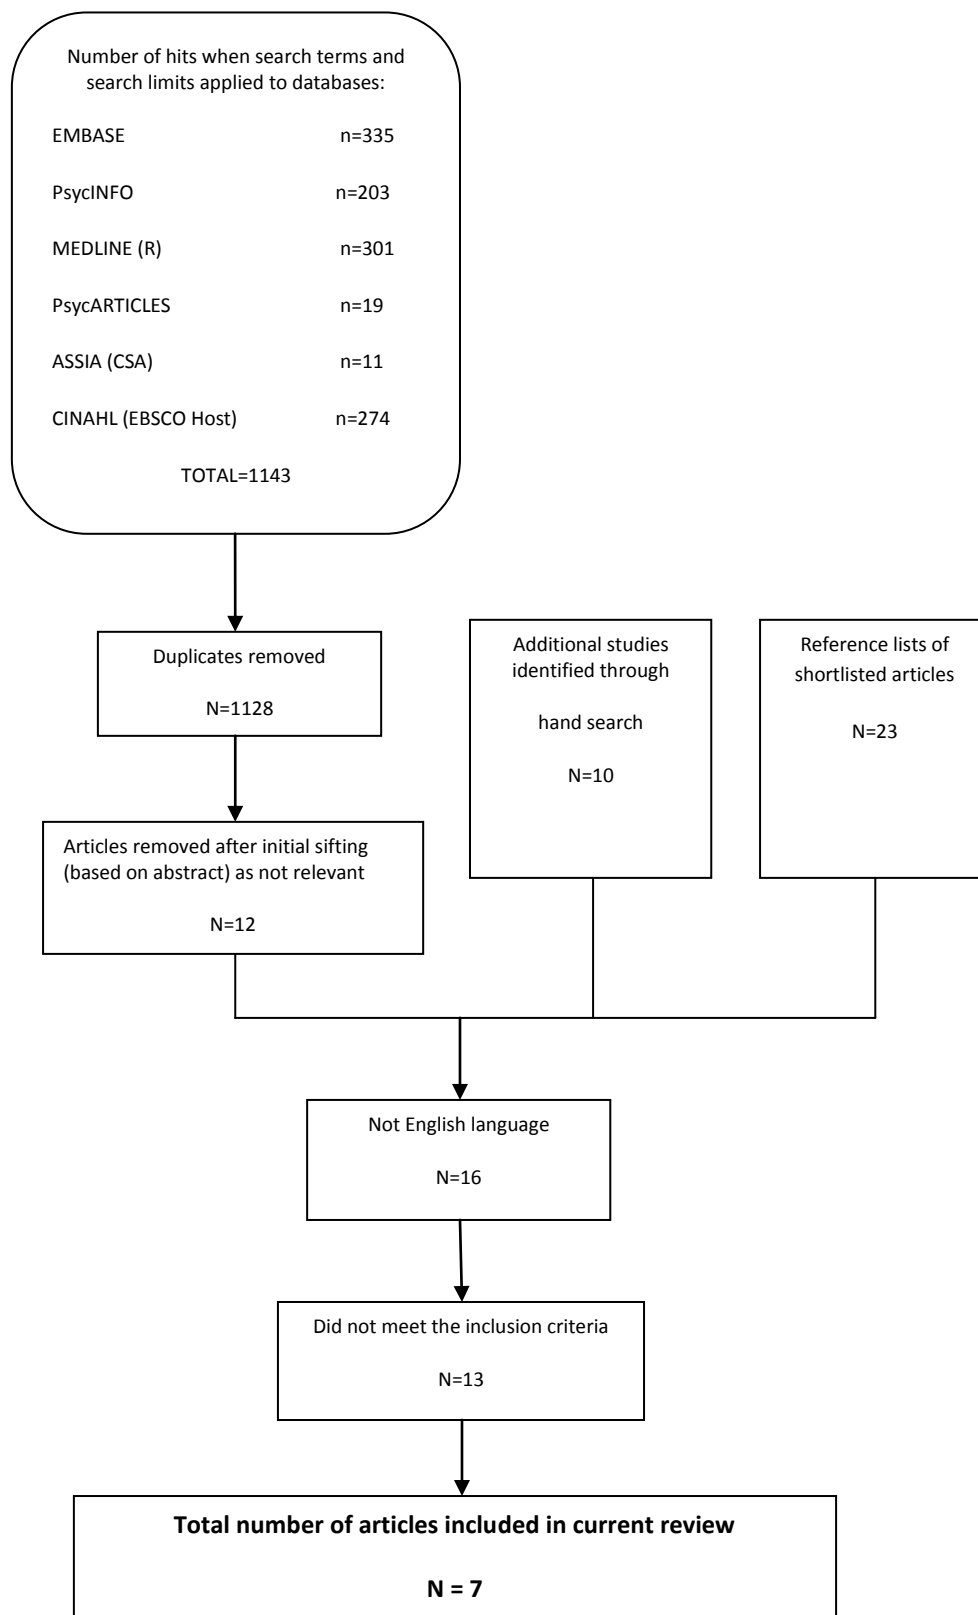 Number of hits when search terms and
search limits applied to databases:
EMBASE n=335
PsycINFO n=203
MEDLINE (R) n=301
PsycARTICLES n=19
ASSIA (CSA) n=11
CINAHL (EBSCO Host) n=274
TOTAL=1143
Duplicates removed
N=1128
Additional studies
identified through
hand search
N=10
Reference lists of
shortlisted articles
N=23
Articles removed after initial sifting
(based on abstract) as not relevant
N=12
Not English language
N=16
Did not meet the inclusion criteria
N=13
Total number of articles included in current review
N = 7